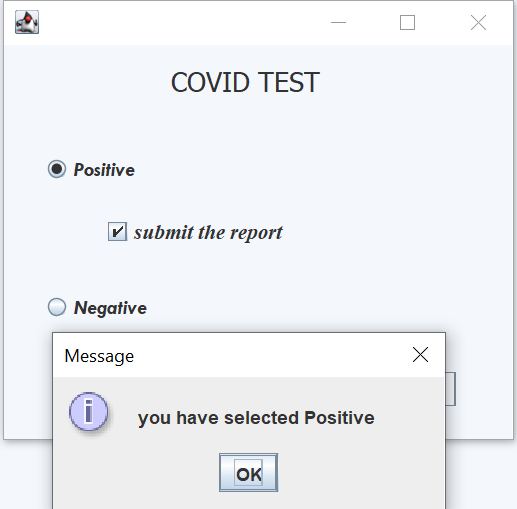 COVID TEST
Positive
submit the report
Negative
Message
i
you have selected Positive
OK